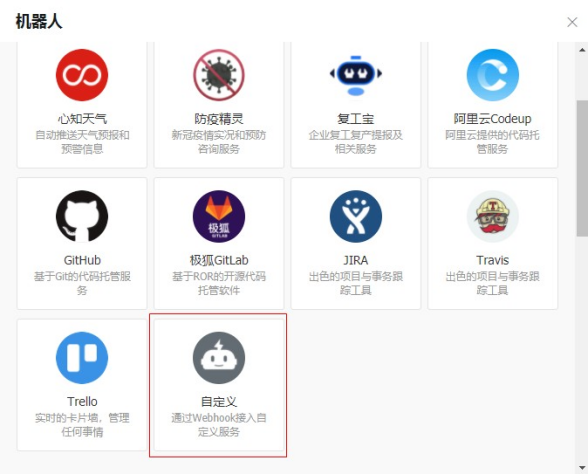 机器人
心知天气
自动推送天气预报和
预警信息
防疫精灵
新冠疫情实况和预防
咨询服务
复工宝
企业复工复产提报及
相关服务
阿里云Codeup
阿里云提供的代码托
管服务
GitHub
基于Git的代码托管服
务
极狐
GITLAB
极狐GitLab
基于ROR的开源代码
托管软件
JIRA
出色的项目与事务跟
踪工具
T
Travis
出色的项目与事务跟
踪工具
Trello
实时的卡片墙，管理
任何事情
自定义
通过Webhook接入自
定义服务